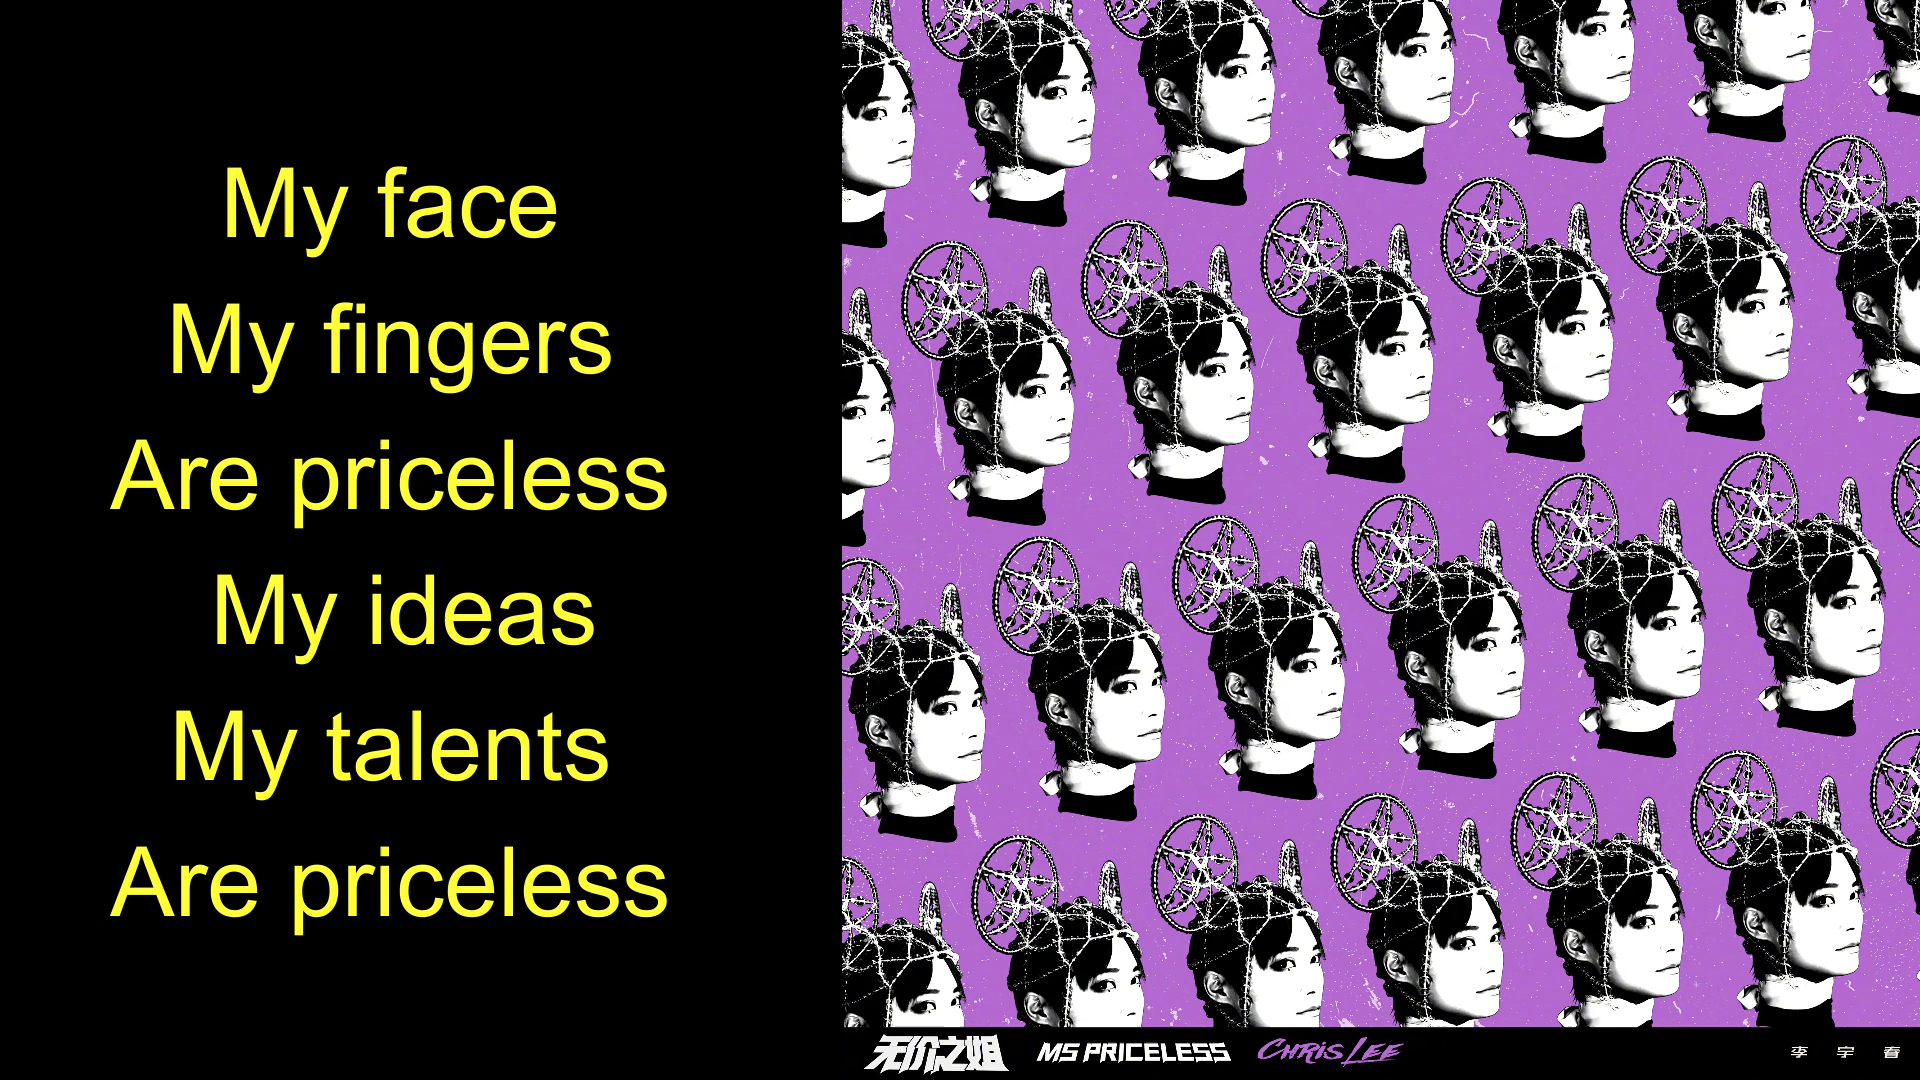 My face
My fingers
Are priceless
My ideas
My talents
Are priceless
无价之姐 MS PRICELESS CHRIS LEE 李宇春